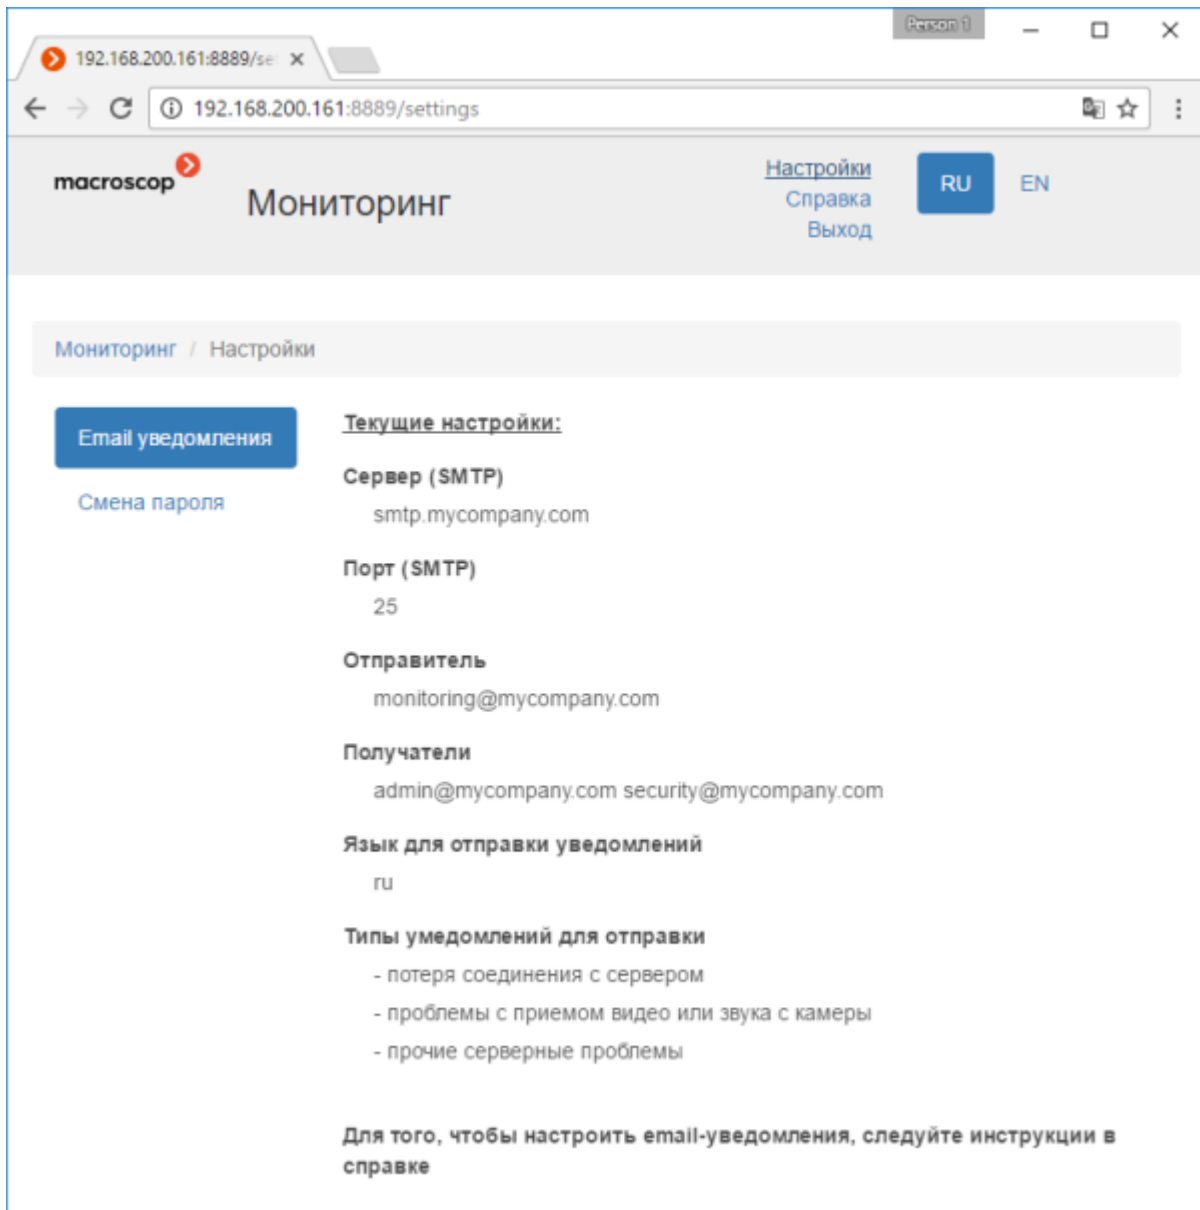 Person 1
192.168.200.161:8889/se
192.168.200.161:8889/settings
macroscop
Мониторинг
Настройки
Справка
Выход
RU
EN
Мониторинг / Настройки
Email уведомления
Смена пароля
Текущие настройки:
Сервер (SMTP)
smtp.mycompany.com
Порт (SMTP)
25
Отправитель
monitoring@mycompany.com
Получатели
admin@mycompany.com security@mycompany.com
Язык для отправки уведомлений
ru
Типы умедомлений для отправки
- потеря соединения с сервером
- проблемы с приемом видео или звука с камеры
- прочие серверные проблемы
Для того, чтобы настроить email-уведомления, следуйте инструкции в
справке